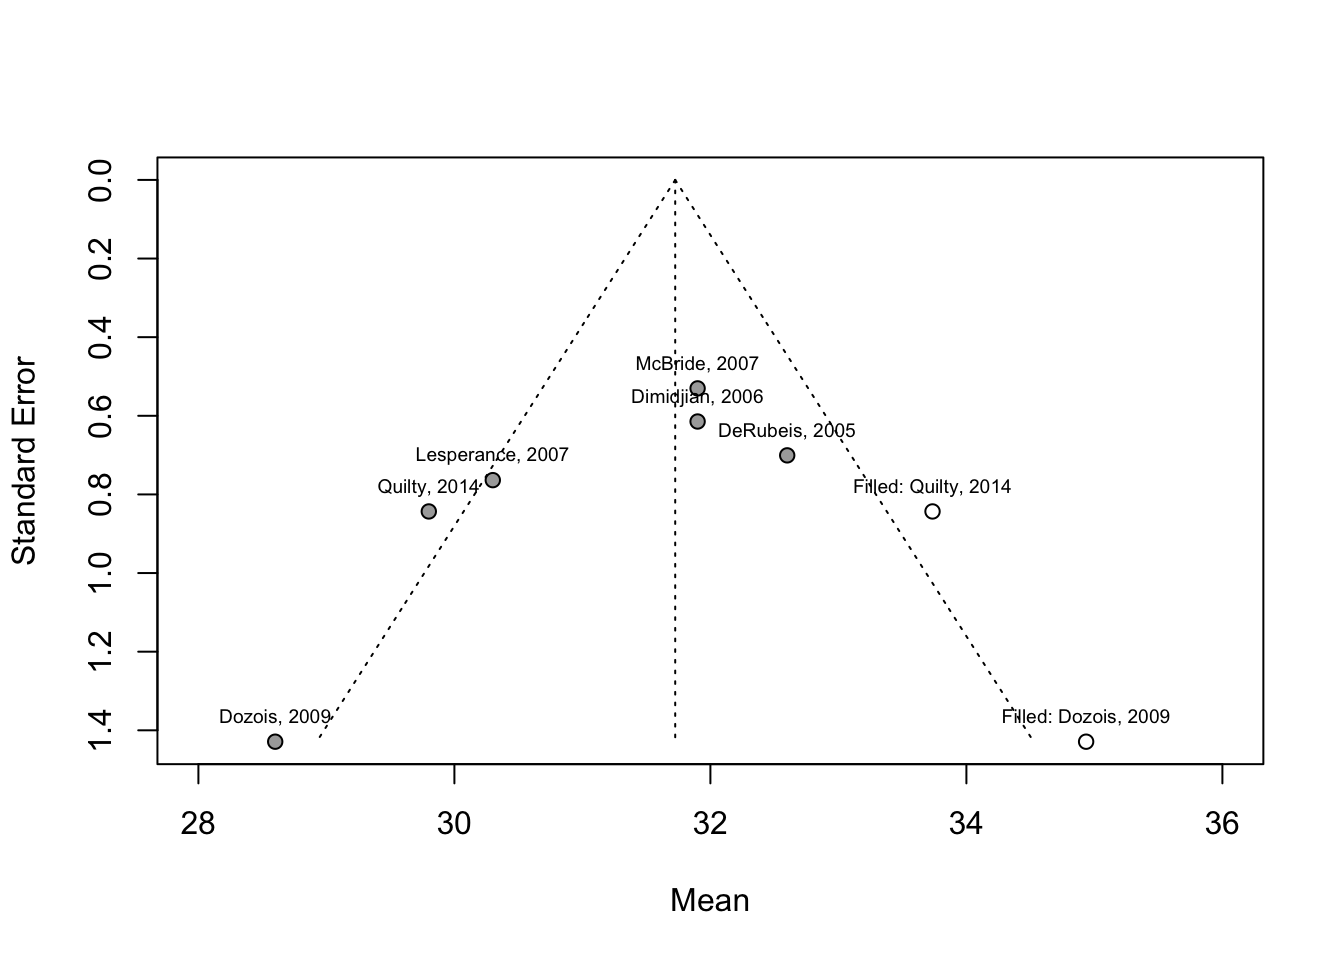 0.0
0.2
0.4
0.6
0.8
1.0
1.2
1.4
Standard Error
McBride, 2007
Dimidjian, 2006
DeRubeis, 2005
Lesperance, 2007
Quilty, 2014
Filled: Quilty, 2014
Dozois, 2009
Filled: Dozois, 2009
28 30 32 34 36
Mean